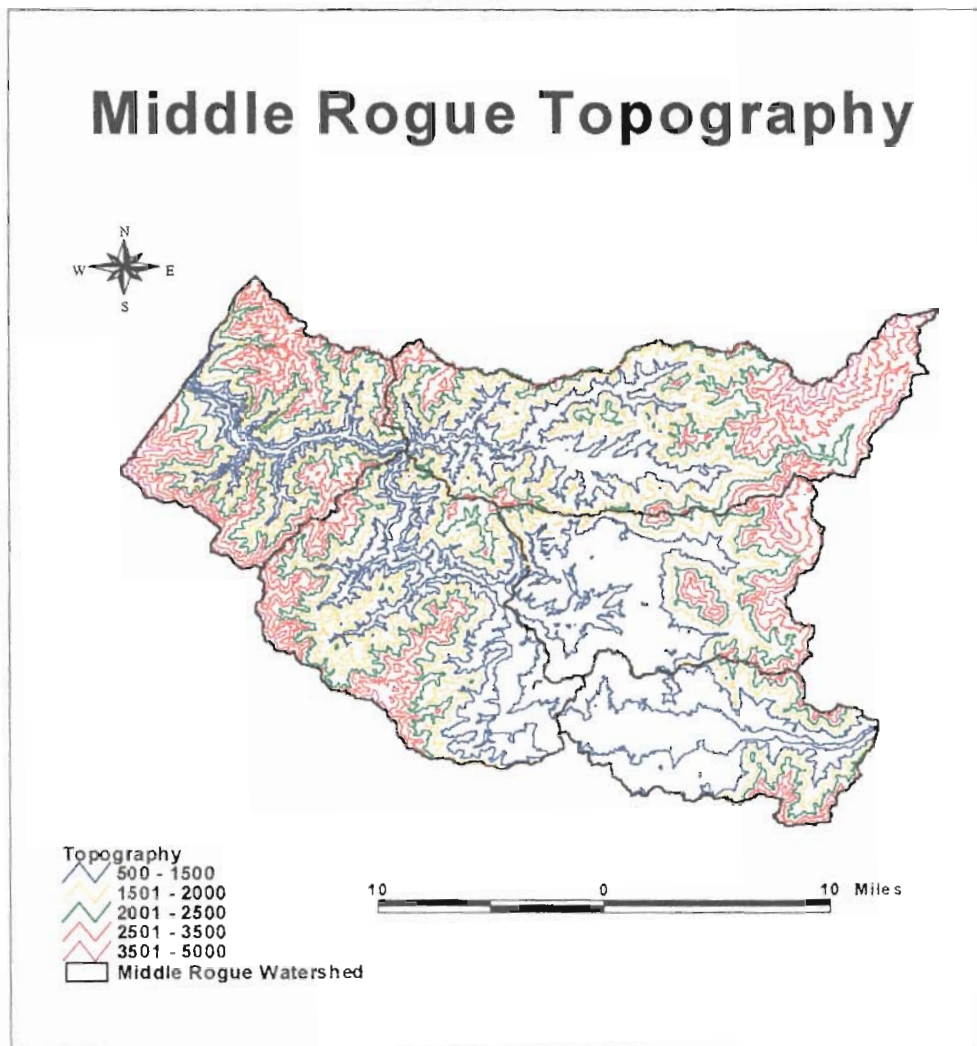 Middle Rogue Topography
N
W E
S
Topography
500 - 1500
1501 - 2000
2001 - 2500
2501 - 3500
3501 - 5000
Middle Rogue Watershed
10 0 10 Miles